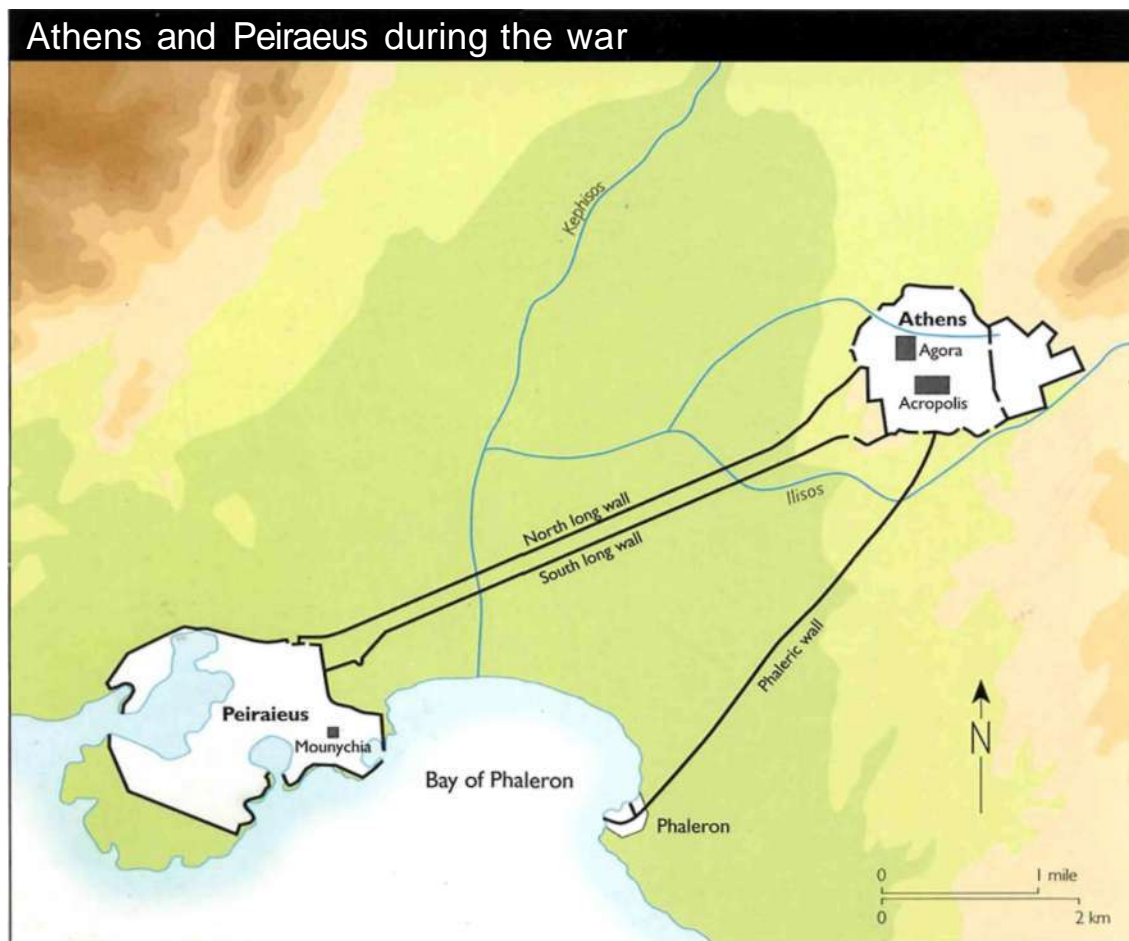 Athens and Peiraeus during the war
Kephisos
Athens
Agora
Acropolis
Ilisos
North long wall
South long wall
Phaleric wall
Peiraieus
Mounychia
Bay of Phaleron
Phaleron
N
0 1 mile
0 2 km